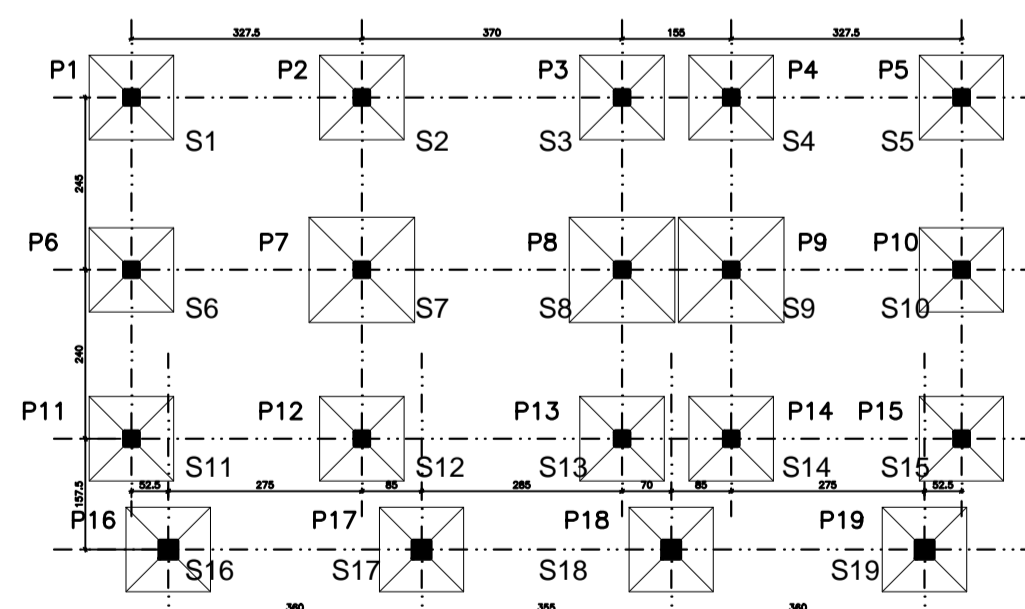 327.5 370 155 327.5
P1 P2 P3 P4 P5
S1 S2 S3 S4 S5
245
P6 P7 P8 P9 P10
S6 S7 S8 S9 S10
240
P11 P12 P13 P14 P15
S11 S12 S13 S14 S15
157.5
52.5 275 85 285 70 85 275 52.5
P16 P17 P18 P19
S16 S17 S18 S19
360 355 360